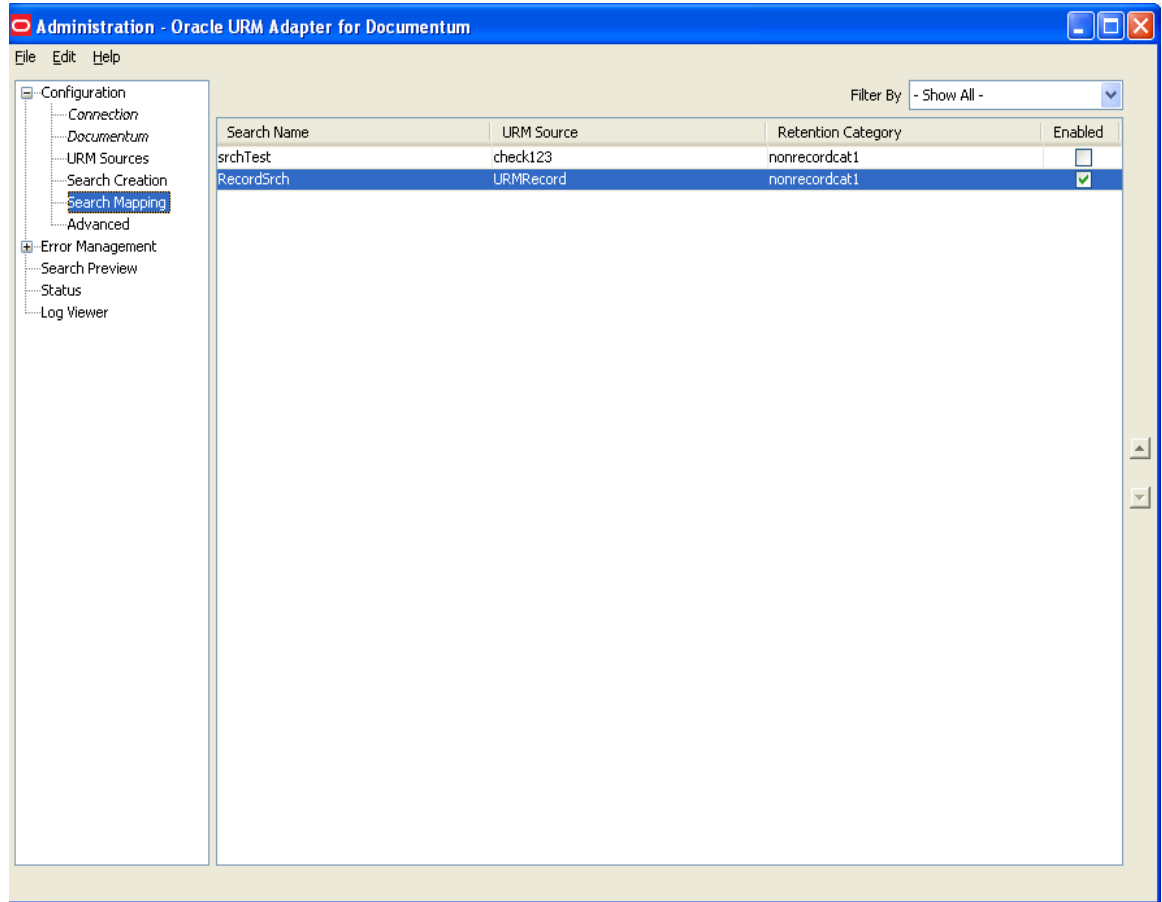 Administration - Oracle URM Adapter for Documentum
File Edit Help
Configuration
Connection
Documentum
URM Sources
Search Creation
Search Mapping
Advanced
Error Management
Search Preview
Status
Log Viewer
Filter By - Show All -
Search Name URM Source Retention Category Enabled
srchTest check123 nonrecordcat1
RecordSrch URMRecord nonrecordcat1